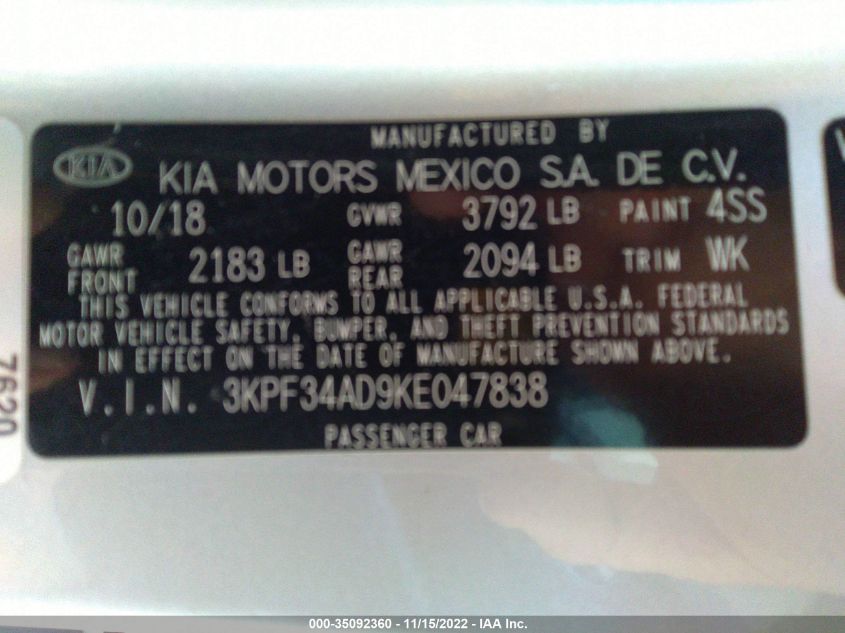 MANUFACTURED BY
KIA KIA MOTORS MEXICO S.A. DE C.V.
10/18 GVWR 3792 LB PAINT 4SS
GAWR FRONT 2183 LB GAWR REAR 2094 LB TRIM WK
THIS VEHICLE CONFORMS TO ALL APPLICABLE U.S.A. FEDERAL
MOTOR VEHICLE SAFETY, BUMPER, AND THEFT PREVENTION STANDARDS
IN EFFECT ON THE DATE OF MANUFACTURE SHOWN ABOVE.
V.I.N. 3KPF34AD9KE047838
PASSENGER CAR
7620
000-35092360 - 11/15/2022 - IAA Inc.